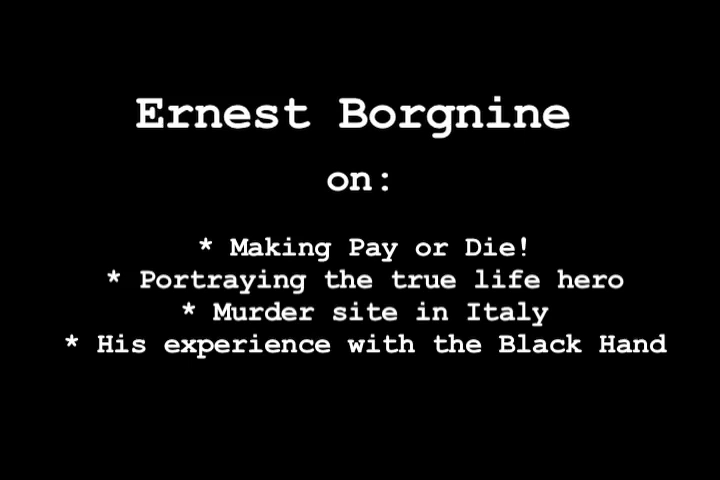 Ernest Borgnine
on:
* Making Pay or Die!
* Portraying the true life hero
* Murder site in Italy
* His experience with the Black Hand